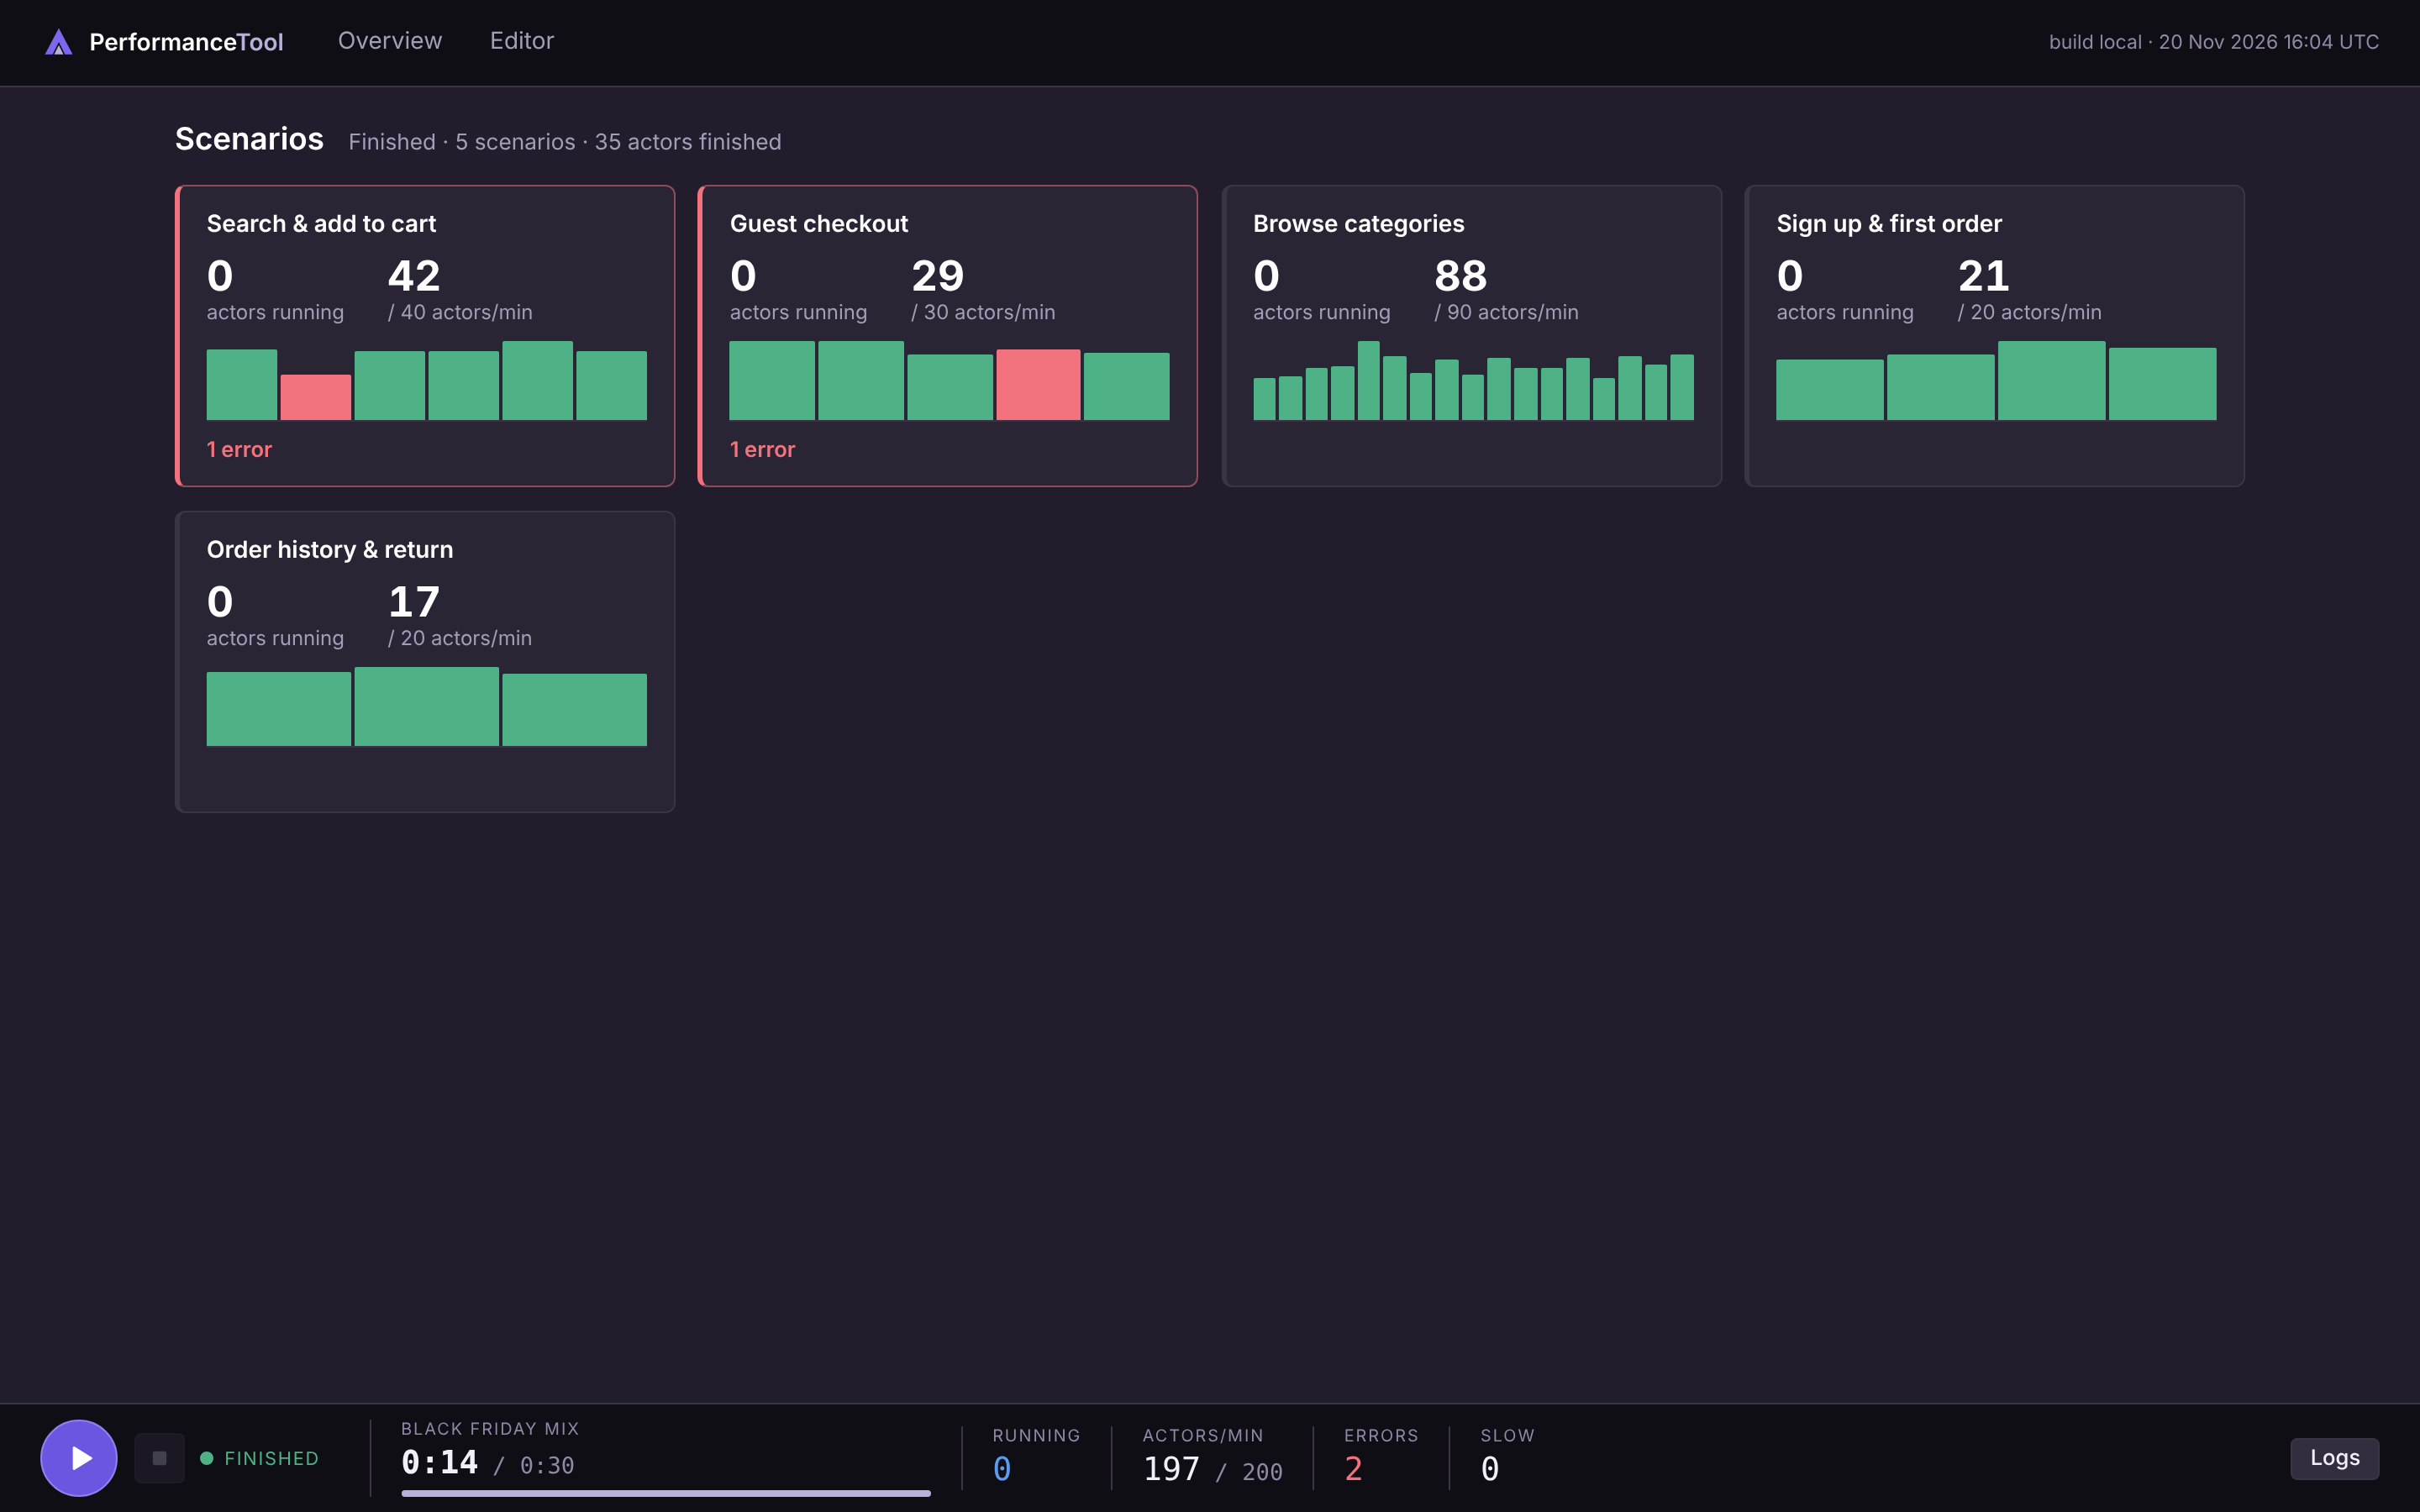 PerformanceTool Overview Editor build local · 20 Nov 2026 16:04 UTC
Scenarios Finished · 5 scenarios · 35 actors finished
Search & add to cart
0 42
actors running / 40 actors/min
1 error
Guest checkout
0 29
actors running / 30 actors/min
1 error
Browse categories
0 88
actors running / 90 actors/min
Sign up & first order
0 21
actors running / 20 actors/min
Order history & return
0 17
actors running / 20 actors/min
FINISHED
BLACK FRIDAY MIX
0:14 / 0:30
RUNNING
0
ACTORS/MIN
197 / 200
ERRORS
2
SLOW
0
Logs